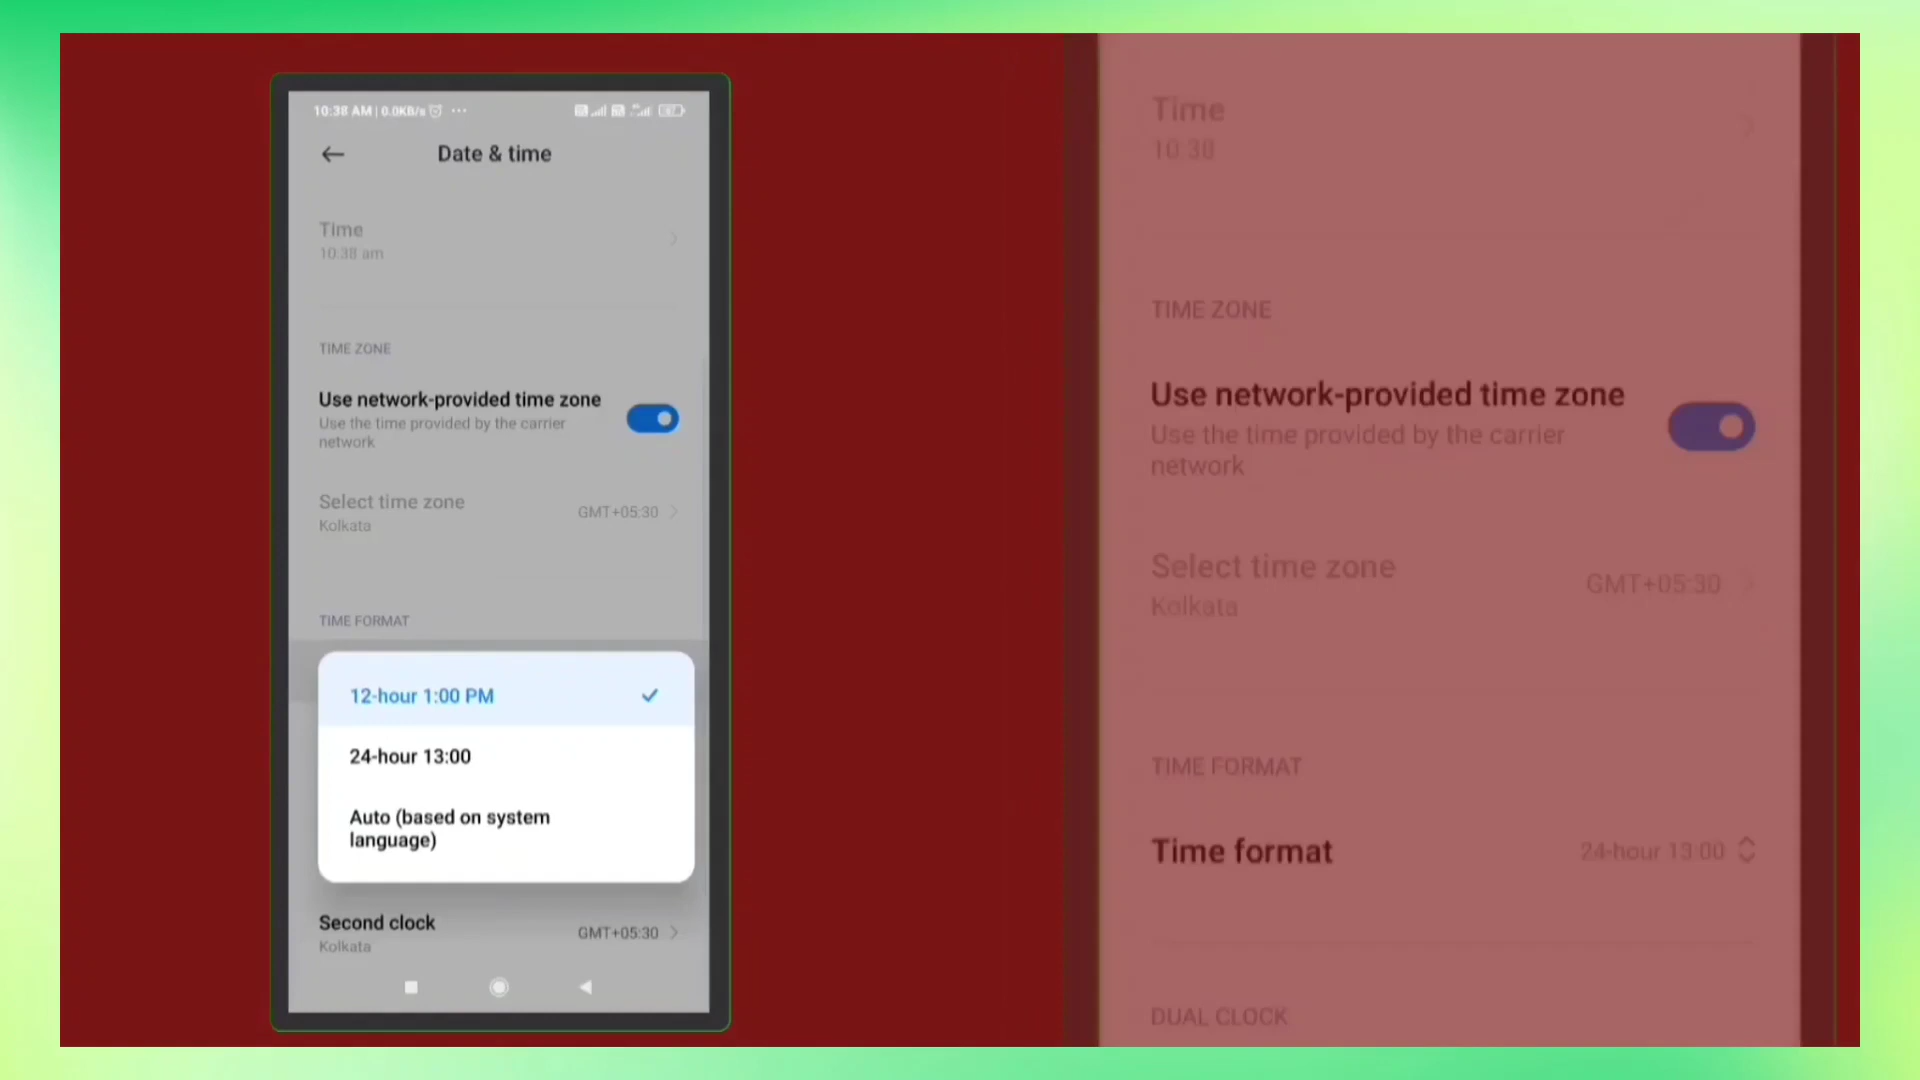 10:38 AM | 0.0KB/s
Date & time
Time
10:38 am
TIME ZONE
Use network-provided time zone
Use the time provided by the carrier
network
Select time zone
Kolkata
GMT+05:30
TIME FORMAT
12-hour 1:00 PM
24-hour 13:00
Auto (based on system
language)
Second clock
Kolkata
GMT+05:30
Time
10:38
TIME ZONE
Use network-provided time zone
Use the time provided by the carrier
network
Select time zone
Kolkata
GMT+05:30
TIME FORMAT
Time format
24-hour 13:00
DUAL CLOCK